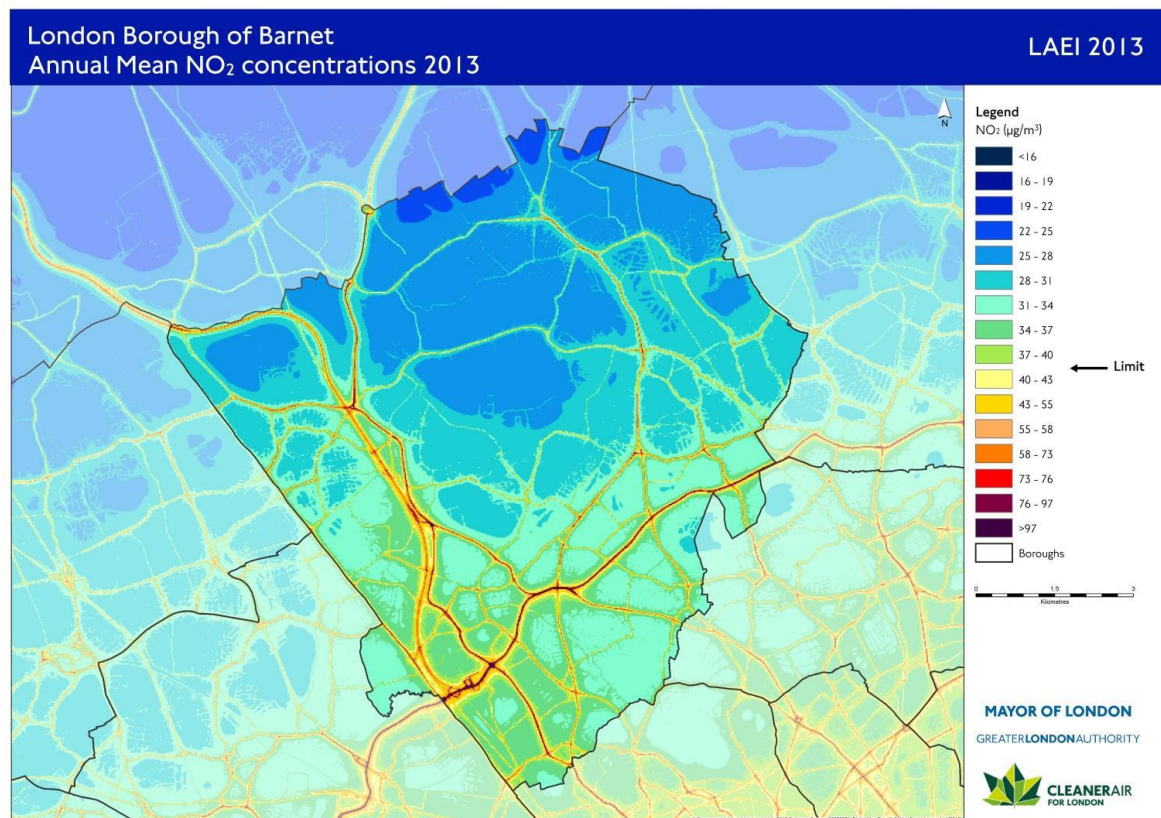 London Borough of Barnet
Annual Mean NO₂ concentrations 2013
LAEI 2013
N
Legend
NO₂ (µg/m³)
<16
16 - 19
19 - 22
22 - 25
25 - 28
28 - 31
31 - 34
34 - 37
37 - 40
40 - 43
43 - 55
55 - 58
58 - 73
73 - 76
76 - 97
>97
Boroughs
Limit
0 1.5 3
Kilometres
MAYOR OF LONDON
GREATERLONDONAUTHORITY
CLEANERAIR
FOR LONDON